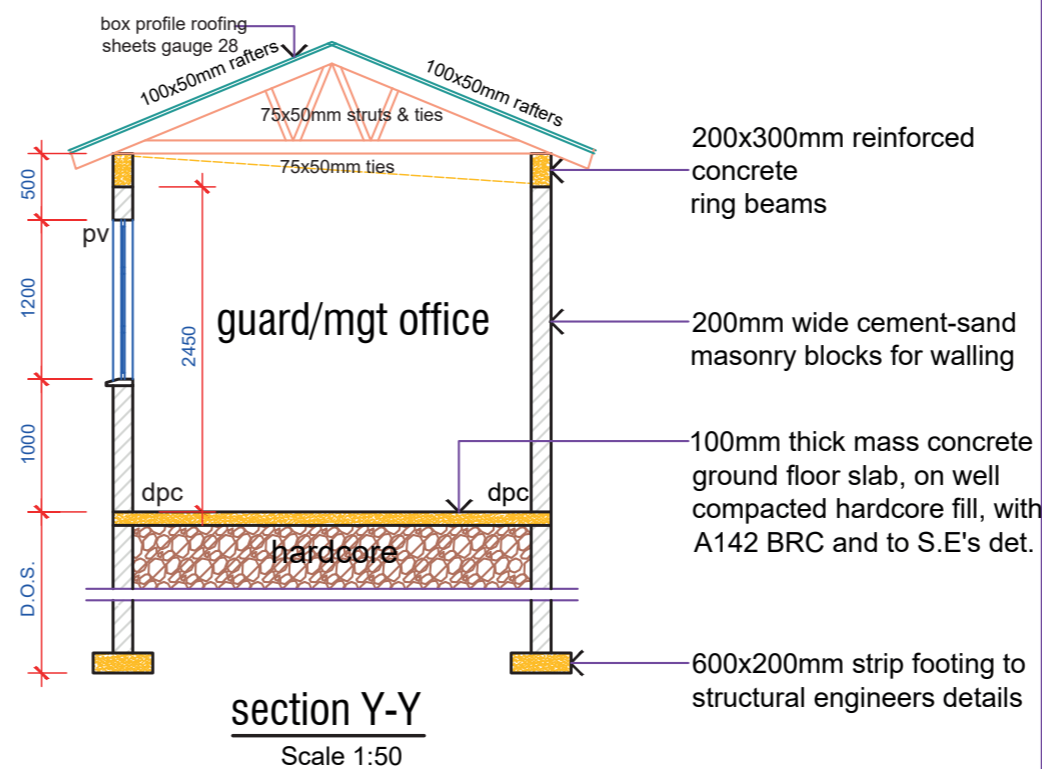 box profile roofing
sheets gauge 28
100x50mm rafters
100x50mm rafters
75x50mm struts & ties
75x50mm ties
200x300mm reinforced
concrete
ring beams
500
pv
1200
2450
guard/mgt office
200mm wide cement-sand
masonry blocks for walling
1000
100mm thick mass concrete
ground floor slab, on well
compacted hardcore fill, with
A142 BRC and to S.E's det.
dpc
dpc
hardcore
D.O.S.
600x200mm strip footing to
structural engineers details
section Y-Y
Scale 1:50